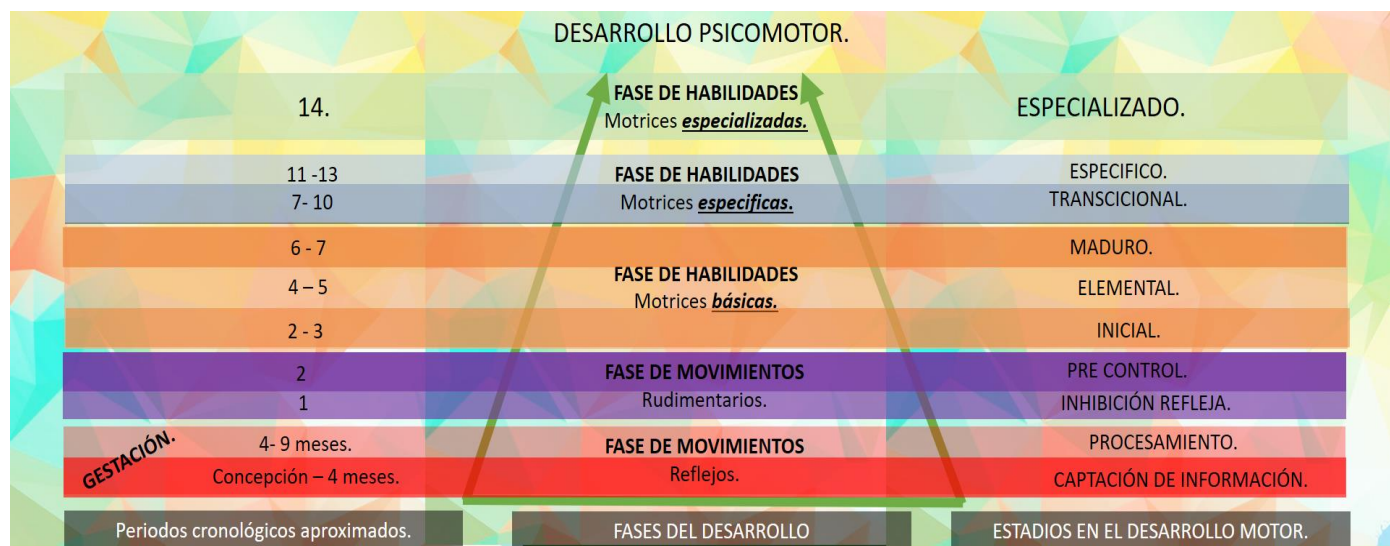 DESARROLLO PSICOMOTOR.
14.
FASE DE HABILIDADES
Motrices especializadas.
ESPECIALIZADO.
11 -13
FASE DE HABILIDADES
ESPECIFICO.
7- 10
Motrices especificas.
TRANSCICIONAL.
6 - 7
MADURO.
FASE DE HABILIDADES
4 – 5
Motrices básicas.
ELEMENTAL.
2 - 3
INICIAL.
2
FASE DE MOVIMIENTOS
PRE CONTROL.
1
Rudimentarios.
INHIBICIÓN REFLEJA.
GESTACIÓN.
4- 9 meses.
FASE DE MOVIMIENTOS
PROCESAMIENTO.
Concepción – 4 meses.
Reflejos.
CAPTACIÓN DE INFORMACIÓN.
Periodos cronológicos aproximados.
FASES DEL DESARROLLO
ESTADIOS EN EL DESARROLLO MOTOR.